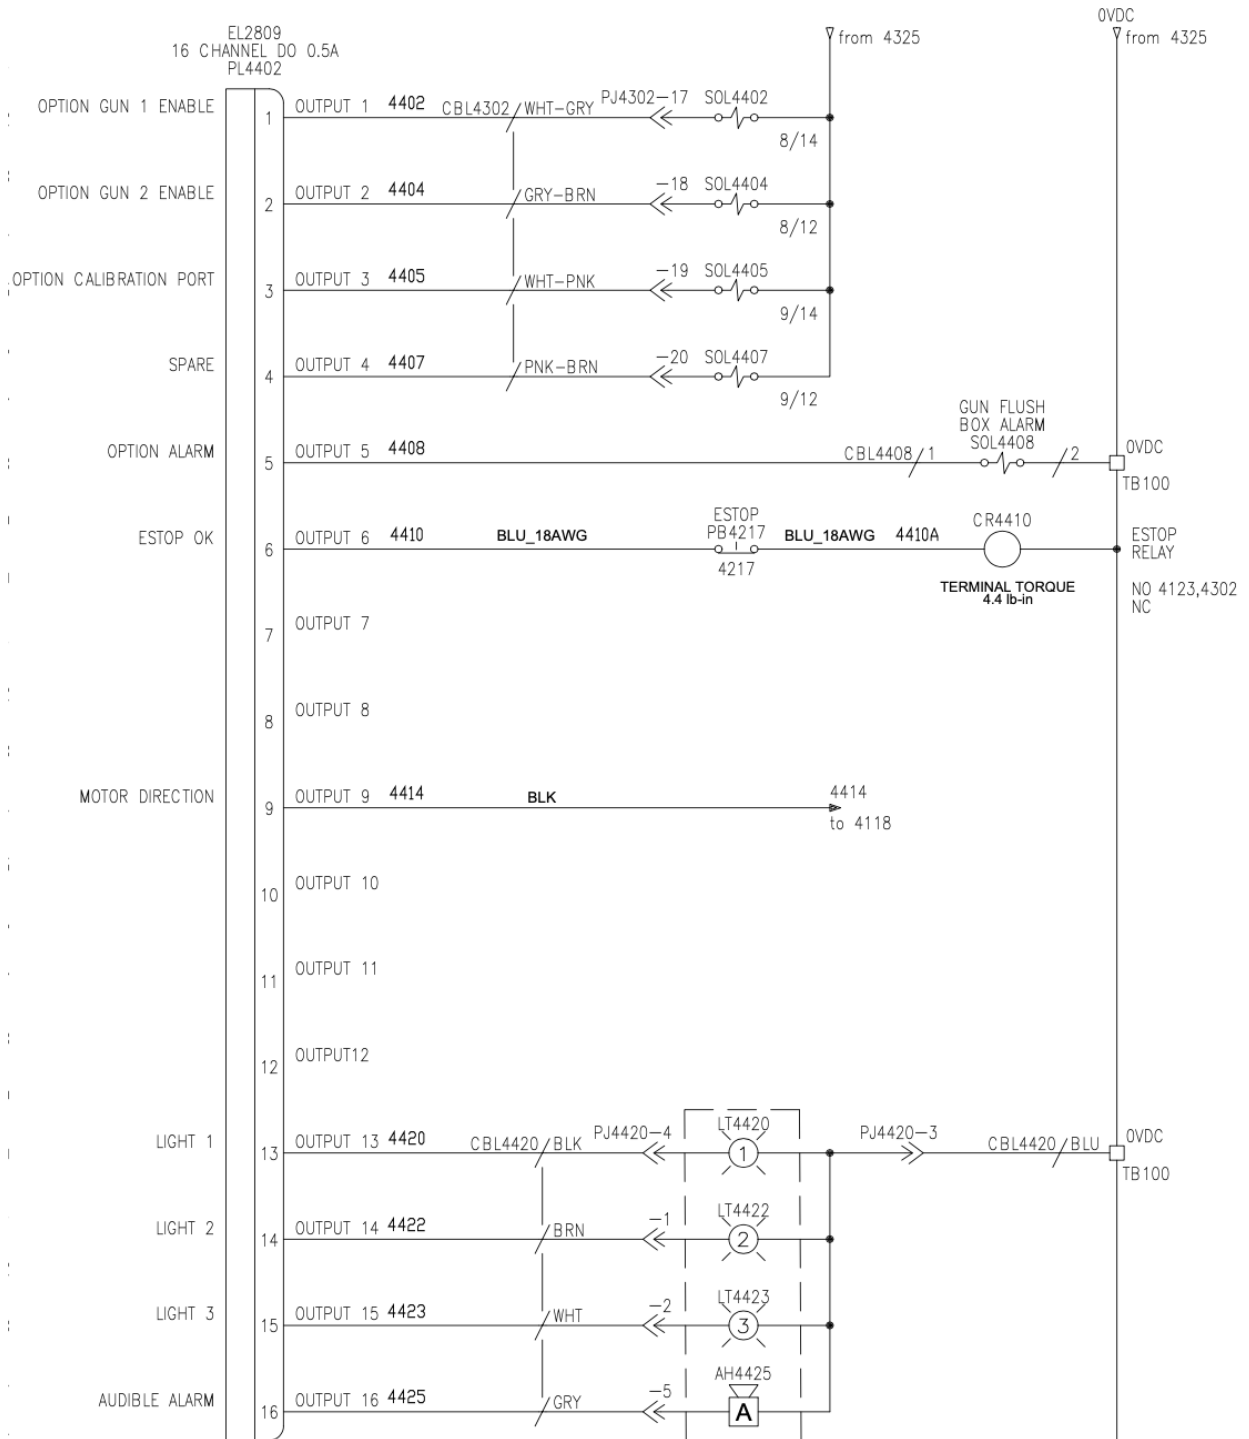 0VDC
EL2809
16 CHANNEL DO 0.5A
PL4402
from 4325
from 4325
OPTION GUN 1 ENABLE
1
OUTPUT 1
4402
CBL4302
WHT-GRY
PJ4302-17
SOL4402
8/14
OPTION GUN 2 ENABLE
2
OUTPUT 2
4404
GRY-BRN
-18
SOL4404
8/12
OPTION CALIBRATION PORT
3
OUTPUT 3
4405
WHT-PNK
-19
SOL4405
9/14
SPARE
4
OUTPUT 4
4407
PNK-BRN
-20
SOL4407
9/12
OPTION ALARM
5
OUTPUT 5
4408
CBL4408
1
GUN FLUSH
BOX ALARM
SOL4408
2
0VDC
TB100
ESTOP OK
6
OUTPUT 6
4410
BLU_18AWG
ESTOP
PB4217
4217
BLU_18AWG
4410A
CR4410
TERMINAL TORQUE
4.4 lb-in
ESTOP
RELAY
NO 4123,4302
NC
7
OUTPUT 7
8
OUTPUT 8
MOTOR DIRECTION
9
OUTPUT 9
4414
BLK
4414
to 4118
10
OUTPUT 10
11
OUTPUT 11
12
OUTPUT12
LIGHT 1
13
OUTPUT 13
4420
CBL4420
BLK
PJ4420-4
LT4420
1
PJ4420-3
CBL4420
BLU
0VDC
TB100
LIGHT 2
14
OUTPUT 14
4422
BRN
-1
LT4422
2
LIGHT 3
15
OUTPUT 15
4423
WHT
-2
LT4423
3
AUDIBLE ALARM
16
OUTPUT 16
4425
GRY
-5
AH4425
A